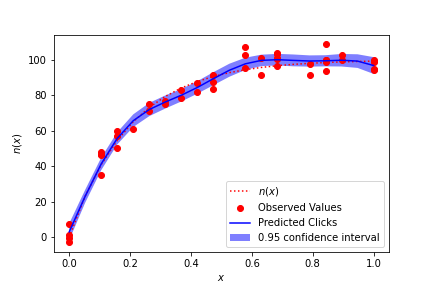 n(x)
100
80
60
40
20
0
0.0 0.2 0.4 0.6 0.8 1.0
x
n(x)
Observed Values
Predicted Clicks
0.95 confidence interval